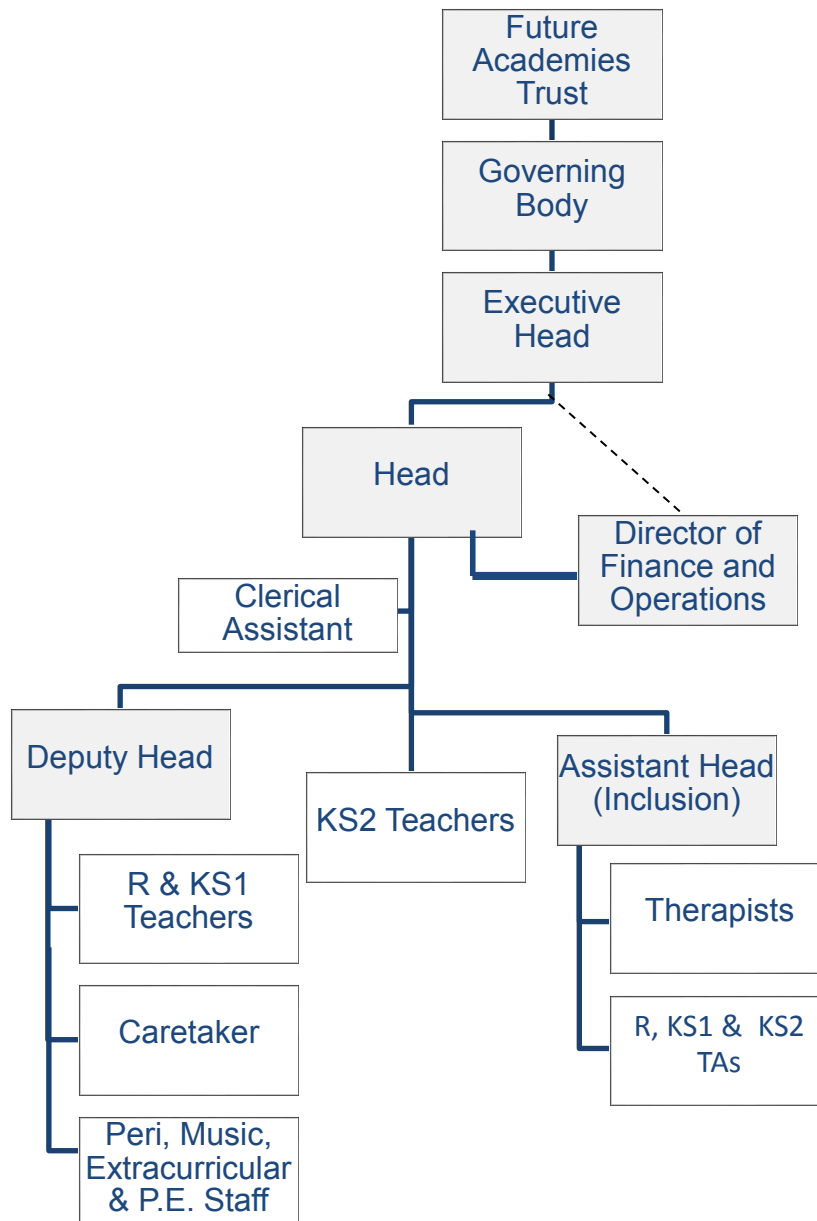 Future
Academies
Trust
Governing
Body
Executive
Head
Head
Director of
Finance and
Operations
Clerical
Assistant
Deputy Head
KS2 Teachers
Assistant Head
(Inclusion)
R & KS1
Teachers
Therapists
Caretaker
R, KS1 & KS2
TAs
Peri, Music,
Extracurricular
& P.E. Staff